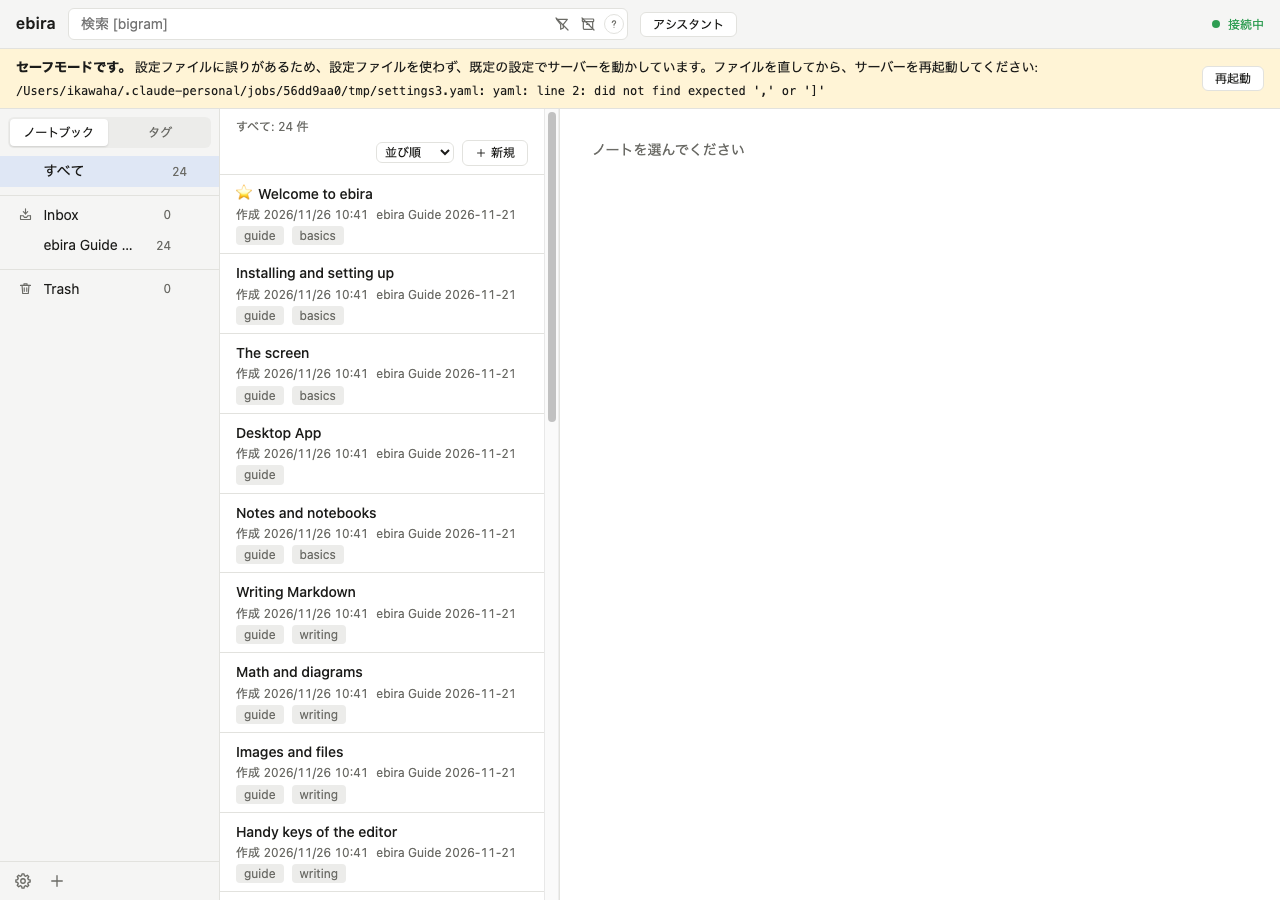 ebira
検索 [bigram]
?
アシスタント
接続中
セーフモードです。 設定ファイルに誤りがあるため、設定ファイルを使わず、既定の設定でサーバーを動かしています。ファイルを直してから、サーバーを再起動してください:
/Users/ikawaha/.claude-personal/jobs/56dd9aa0/tmp/settings3.yaml: yaml: line 2: did not find expected ',' or ']'
再起動
ノートブック
タグ
すべて 24
Inbox 0
ebira Guide ... 24
Trash 0
すべて: 24 件
並び順
+ 新規
⭐ Welcome to ebira
作成 2026/11/26 10:41 ebira Guide 2026-11-21
guide basics
Installing and setting up
作成 2026/11/26 10:41 ebira Guide 2026-11-21
guide basics
The screen
作成 2026/11/26 10:41 ebira Guide 2026-11-21
guide basics
Desktop App
作成 2026/11/26 10:41 ebira Guide 2026-11-21
guide
Notes and notebooks
作成 2026/11/26 10:41 ebira Guide 2026-11-21
guide basics
Writing Markdown
作成 2026/11/26 10:41 ebira Guide 2026-11-21
guide writing
Math and diagrams
作成 2026/11/26 10:41 ebira Guide 2026-11-21
guide writing
Images and files
作成 2026/11/26 10:41 ebira Guide 2026-11-21
guide writing
Handy keys of the editor
作成 2026/11/26 10:41 ebira Guide 2026-11-21
guide writing
ノートを選んでください